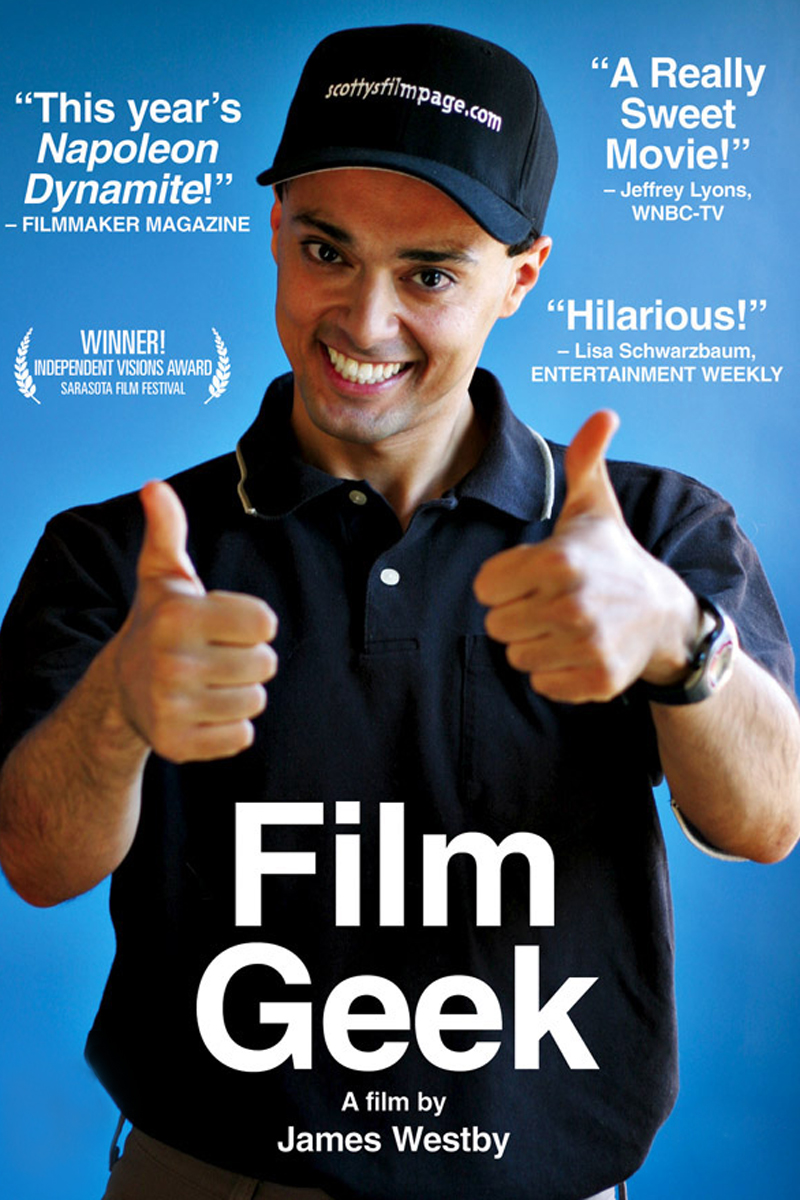 scottysfilmpage.com
“This year’s
Napoleon
Dynamite!”
– FILMMAKER MAGAZINE
“A Really
Sweet
Movie!”
– Jeffrey Lyons,
WNBC-TV
WINNER!
INDEPENDENT VISIONS AWARD
SARASOTA FILM FESTIVAL
“Hilarious!”
– Lisa Schwarzbaum,
ENTERTAINMENT WEEKLY
Film
Geek
A film by
James Westby